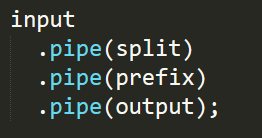 input
  .pipe(split)
  .pipe(prefix)
  .pipe(output);